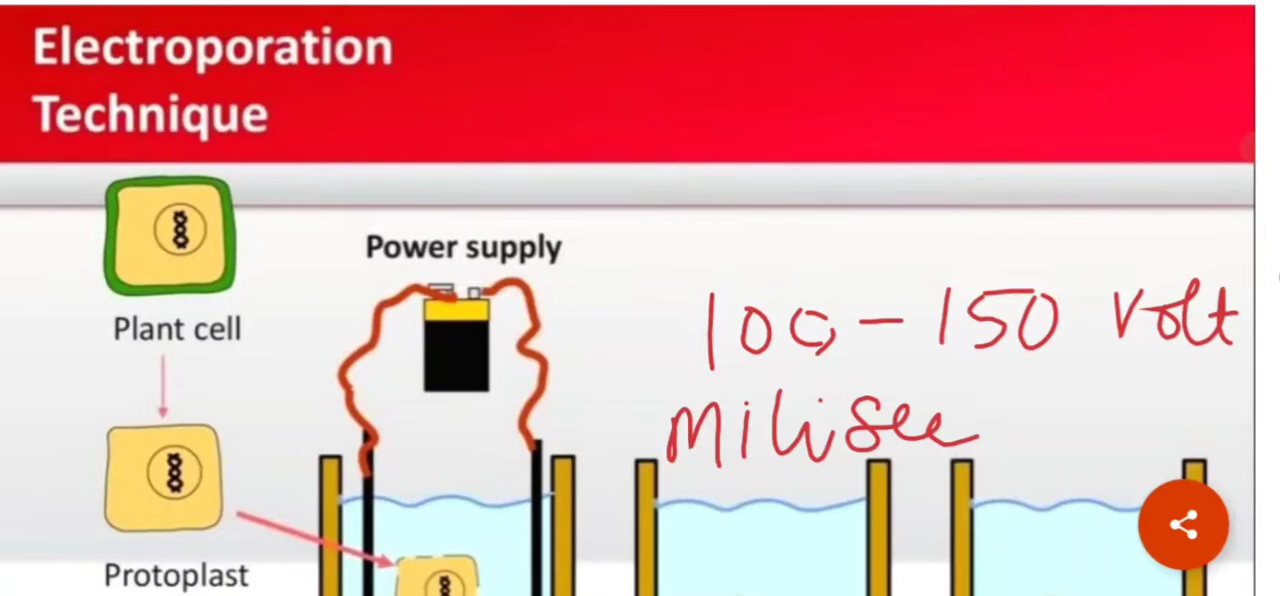 Electroporation
Technique
Power supply
Plant cell
100 - 150 volt
milisec
Protoplast